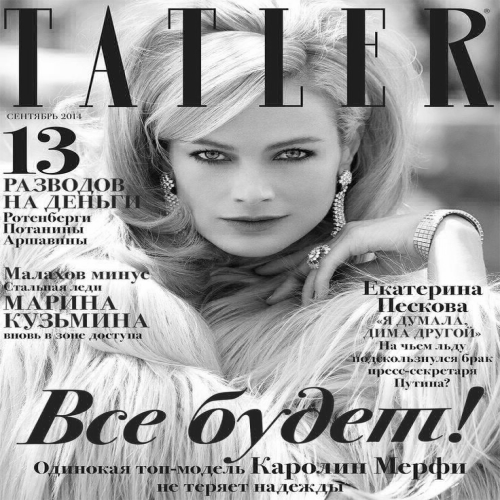 TATLER
СЕНТЯБРЬ 2014
13
РАЗВОДОВ
НА ДЕНЬГИ
Ротенберги
Потанины
Аршавины
Малахов минус
Стальная леди
МАРИНА
КУЗЬМИНА
вновь в зоне доступа
Екатерина
Пескова
«Я ДУМАЛА,
ДИМА ДРУГОЙ»
На чьем льду
подскользнулся брак
пресс-секретаря
Путина?
Все будет!
Одинокая топ-модель Каролин Мерфи
не теряет надежды